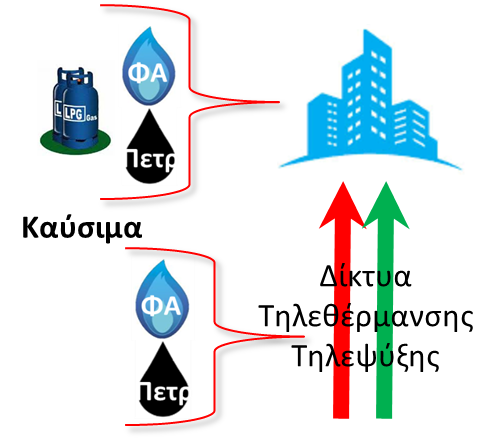 ΦΑ
L LPG Gas
Πετρ
Καύσιμα
ΦΑ
Πετρ
Δίκτυα
Τηλεθέρμανσης
Τηλεψύξης